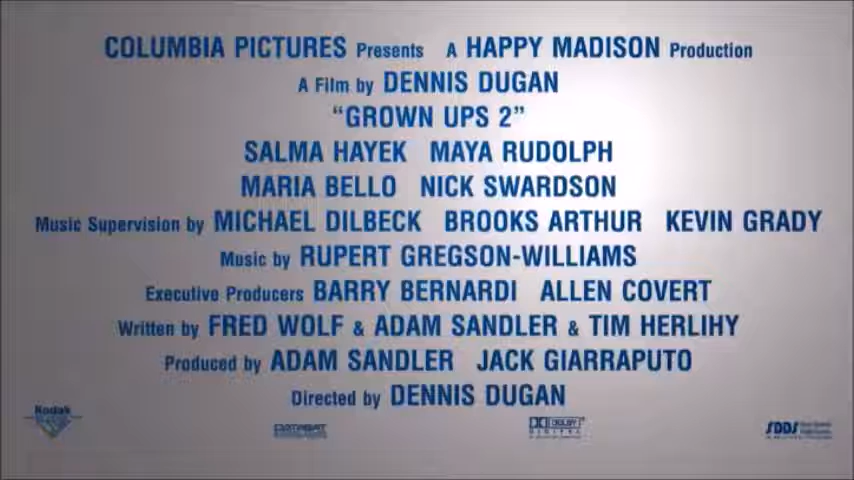 COLUMBIA PICTURES Presents A HAPPY MADISON Production
A Film by DENNIS DUGAN
"GROWN UPS 2"
SALMA HAYEK MAYA RUDOLPH
MARIA BELLO NICK SWARDSON
Music Supervision by MICHAEL DILBECK BROOKS ARTHUR KEVIN GRADY
Music by RUPERT GREGSON-WILLIAMS
Executive Producers BARRY BERNARDI ALLEN COVERT
Written by FRED WOLF & ADAM SANDLER & TIM HERLIHY
Produced by ADAM SANDLER JACK GIARRAPUTO
Directed by DENNIS DUGAN
Kodak DATASAT DOLBY DIGITAL SDDS